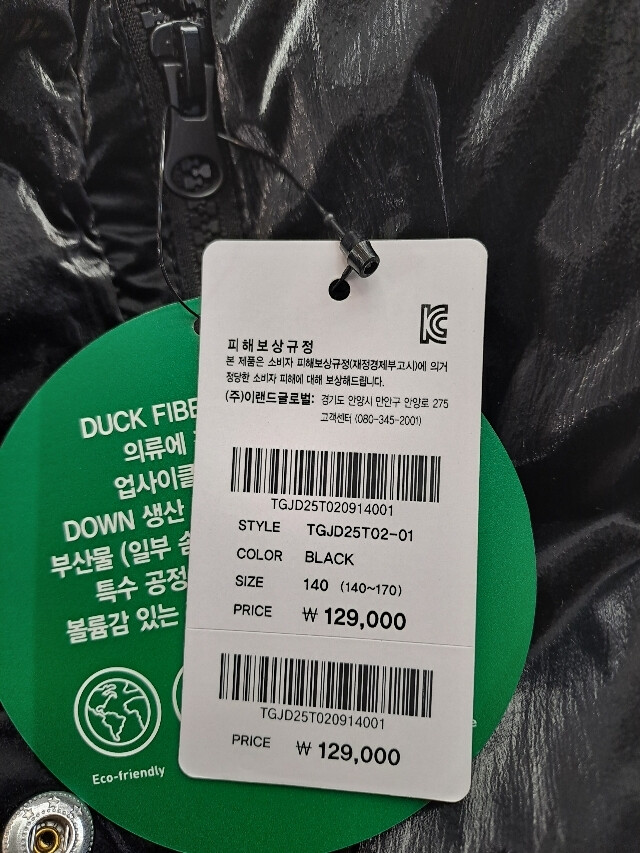 피해보상규정
본 제품은 소비자 피해보상규정(재정경제부고시)에 의거
정당한 소비자 피해에 대해 보상해드립니다.
(주)이랜드글로벌: 경기도 안양시 만안구 안양로 275
고객센터 (080-345-2001)
TGJD25T020914001
STYLE TGJD25T02-01
COLOR BLACK
SIZE 140 (140~170)
PRICE ₩ 129,000
TGJD25T020914001
PRICE ₩ 129,000
DUCK FIBE
의류에
업사이클
DOWN 생산
부산물 (일부 솜
특수 공정
볼륨감 있는
Eco-friendly